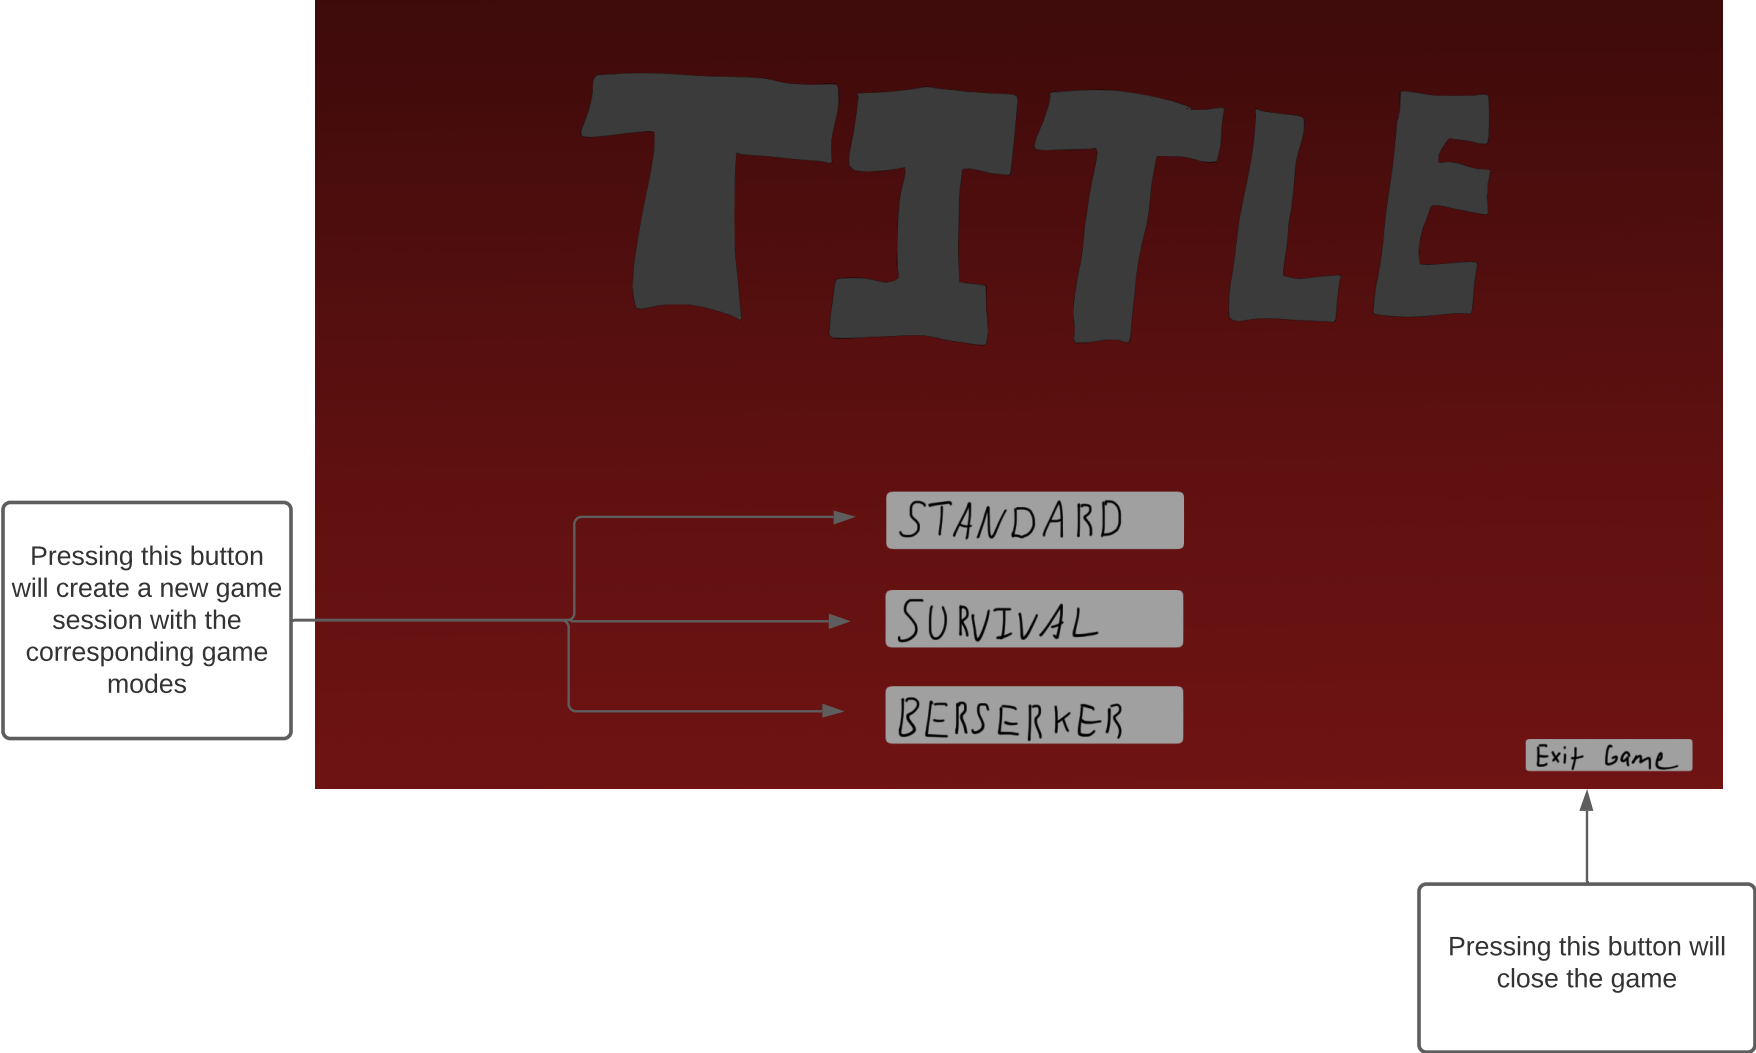 TITLE
STANDARD
SURVIVAL
BERSERKER
Exit Game
Pressing this button
will create a new game
session with the
corresponding game
modes
Pressing this button will
close the game